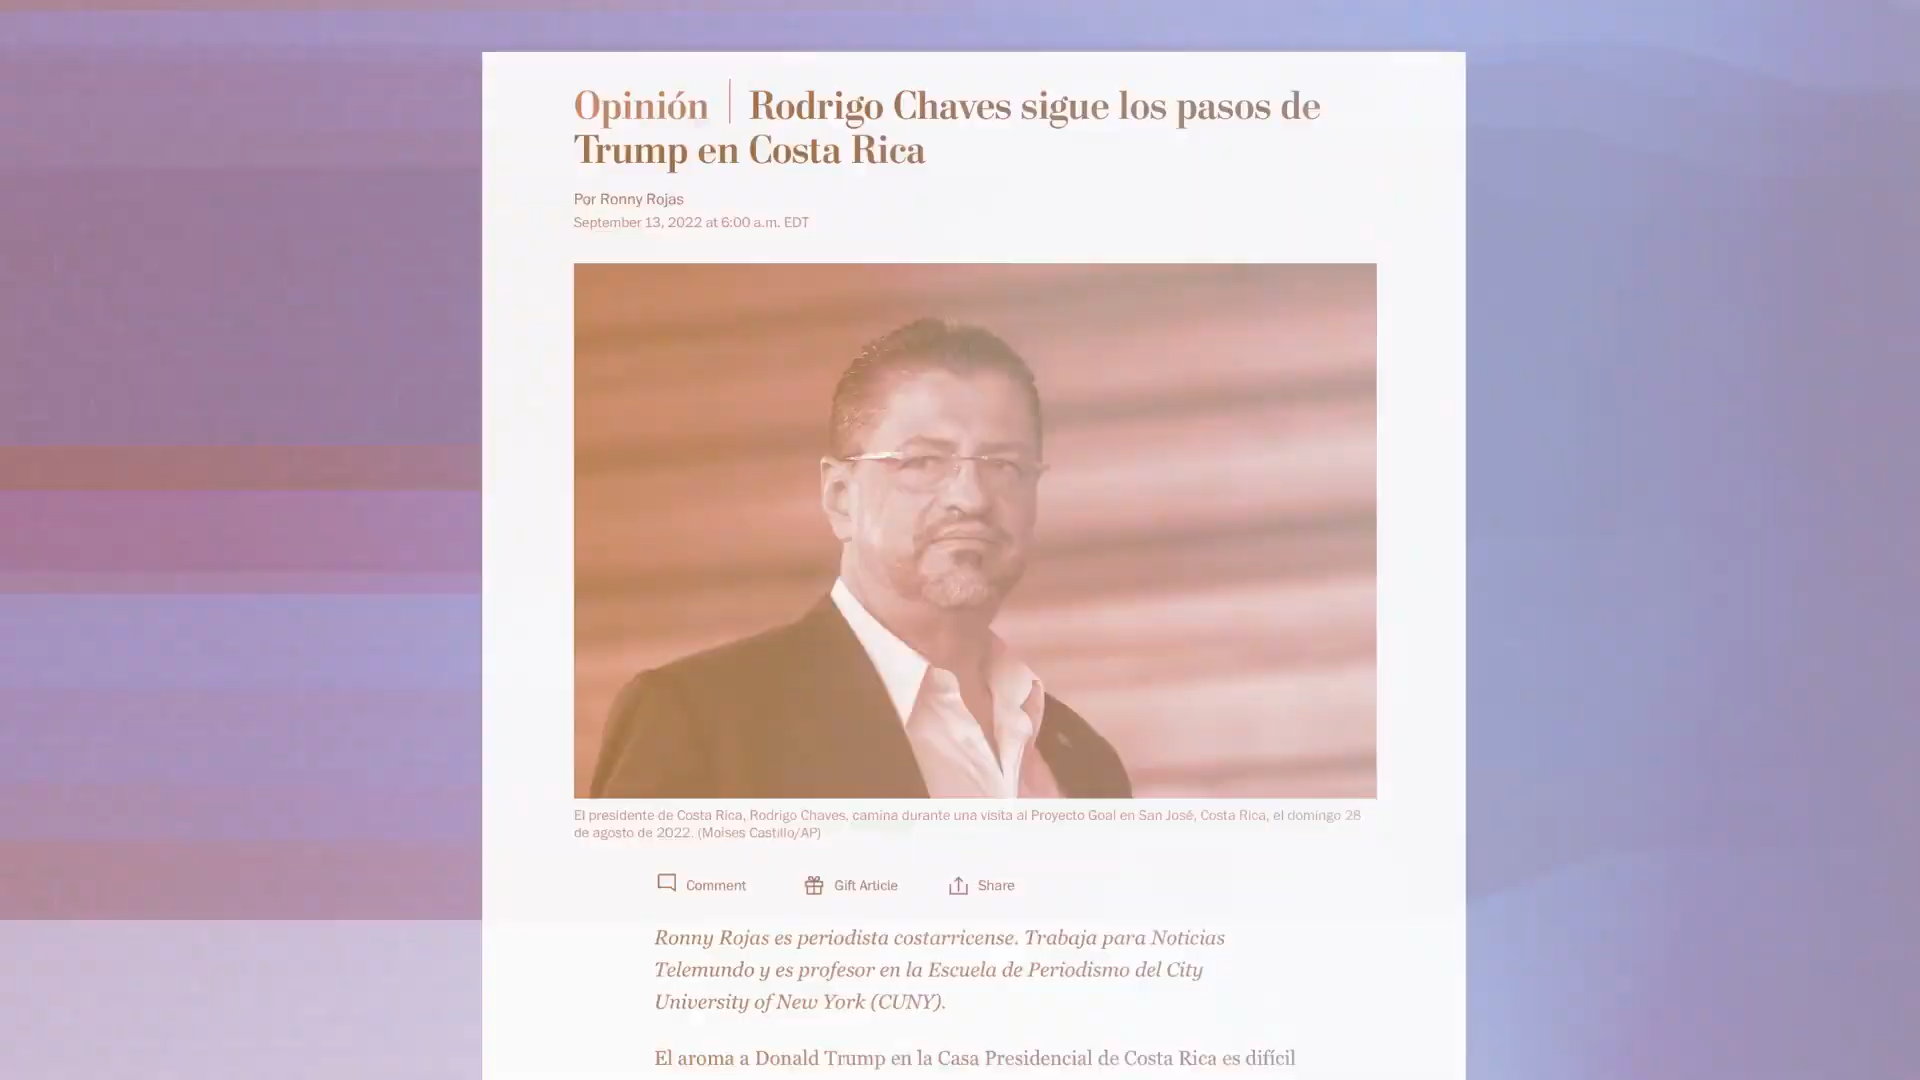 Opinión | Rodrigo Chaves sigue los pasos de
Trump en Costa Rica
Por Ronny Rojas
September 13, 2022 at 6:00 a.m. EDT
El presidente de Costa Rica, Rodrigo Chaves, camina durante una visita al Proyecto Goal en San José, Costa Rica, el domingo 28
de agosto de 2022. (Moises Castillo/AP)
Comment Gift Article Share
Ronny Rojas es periodista costarricense. Trabaja para Noticias
Telemundo y es profesor en la Escuela de Periodismo del City
University of New York (CUNY).
El aroma a Donald Trump en la Casa Presidencial de Costa Rica es difícil